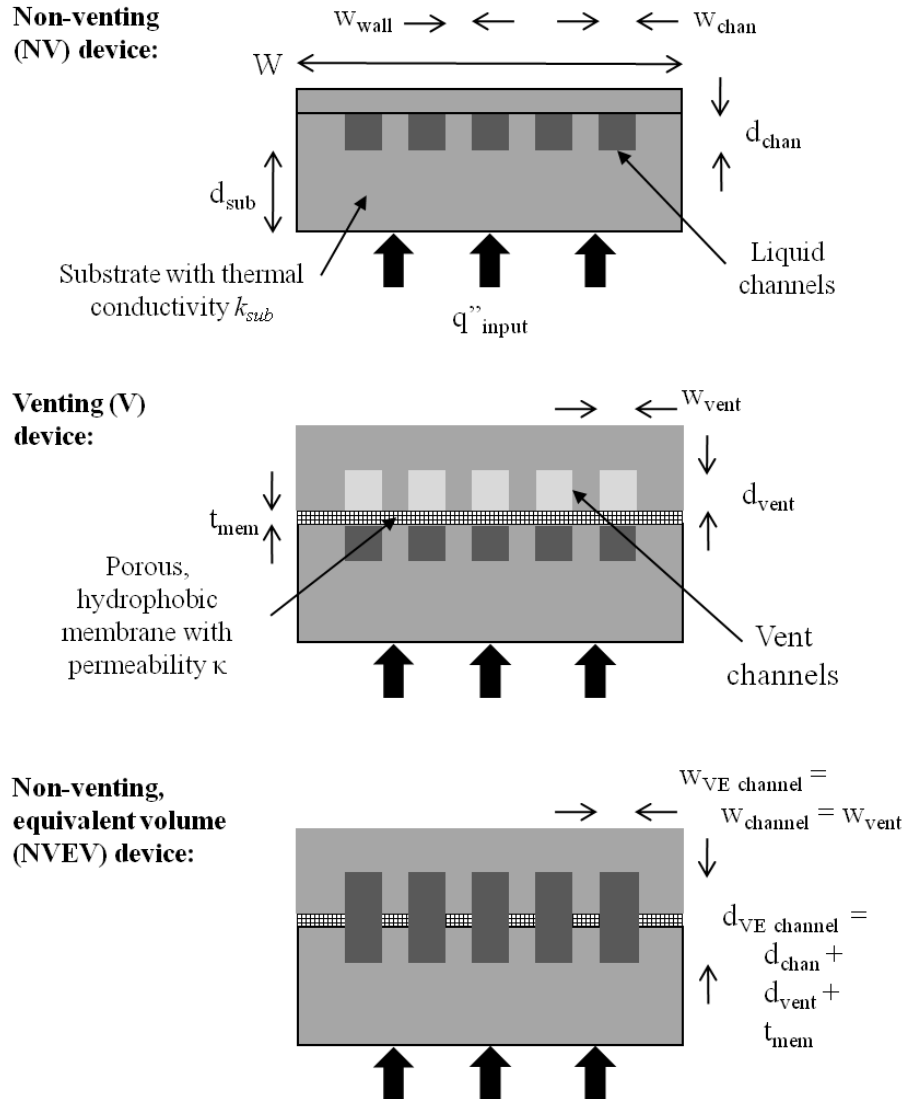 Non-venting
(NV) device:
w_wall
w_chan
W
d_chan
d_sub
Substrate with thermal
conductivity k_sub
Liquid
channels
q”_input
Venting (V)
device:
w_vent
t_mem
d_vent
Porous,
hydrophobic
membrane with
permeability κ
Vent
channels
Non-venting,
equivalent volume
(NVEV) device:
w_VE channel =
w_channel = w_vent
d_VE channel =
d_chan +
d_vent +
t_mem